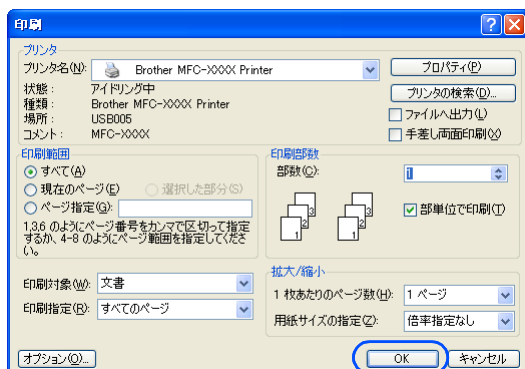 印刷
プリンタ
プリンタ名(N): Brother MFC-XXXX Printer プロパティ(P)
状態: アイドリング中 プリンタの検索(D)...
種類: Brother MFC-XXXX Printer
場所: USB005 ファイルへ出力(L)
コメント: MFC-XXXX 手差し両面印刷(X)
印刷範囲
すべて(A)
現在のページ(E) 選択した部分(S)
ページ指定(G):
1,3,6 のようにページ番号をカンマで区切って指定
するか、4-8 のようにページ範囲を指定してくださ
い。
印刷部数
部数(C): 1
部単位で印刷(T)
印刷対象(W): 文書
印刷指定(R): すべてのページ
拡大/縮小
1 枚あたりのページ数(H): 1 ページ
用紙サイズの指定(Z): 倍率指定なし
オプション(O)... OK キャンセル